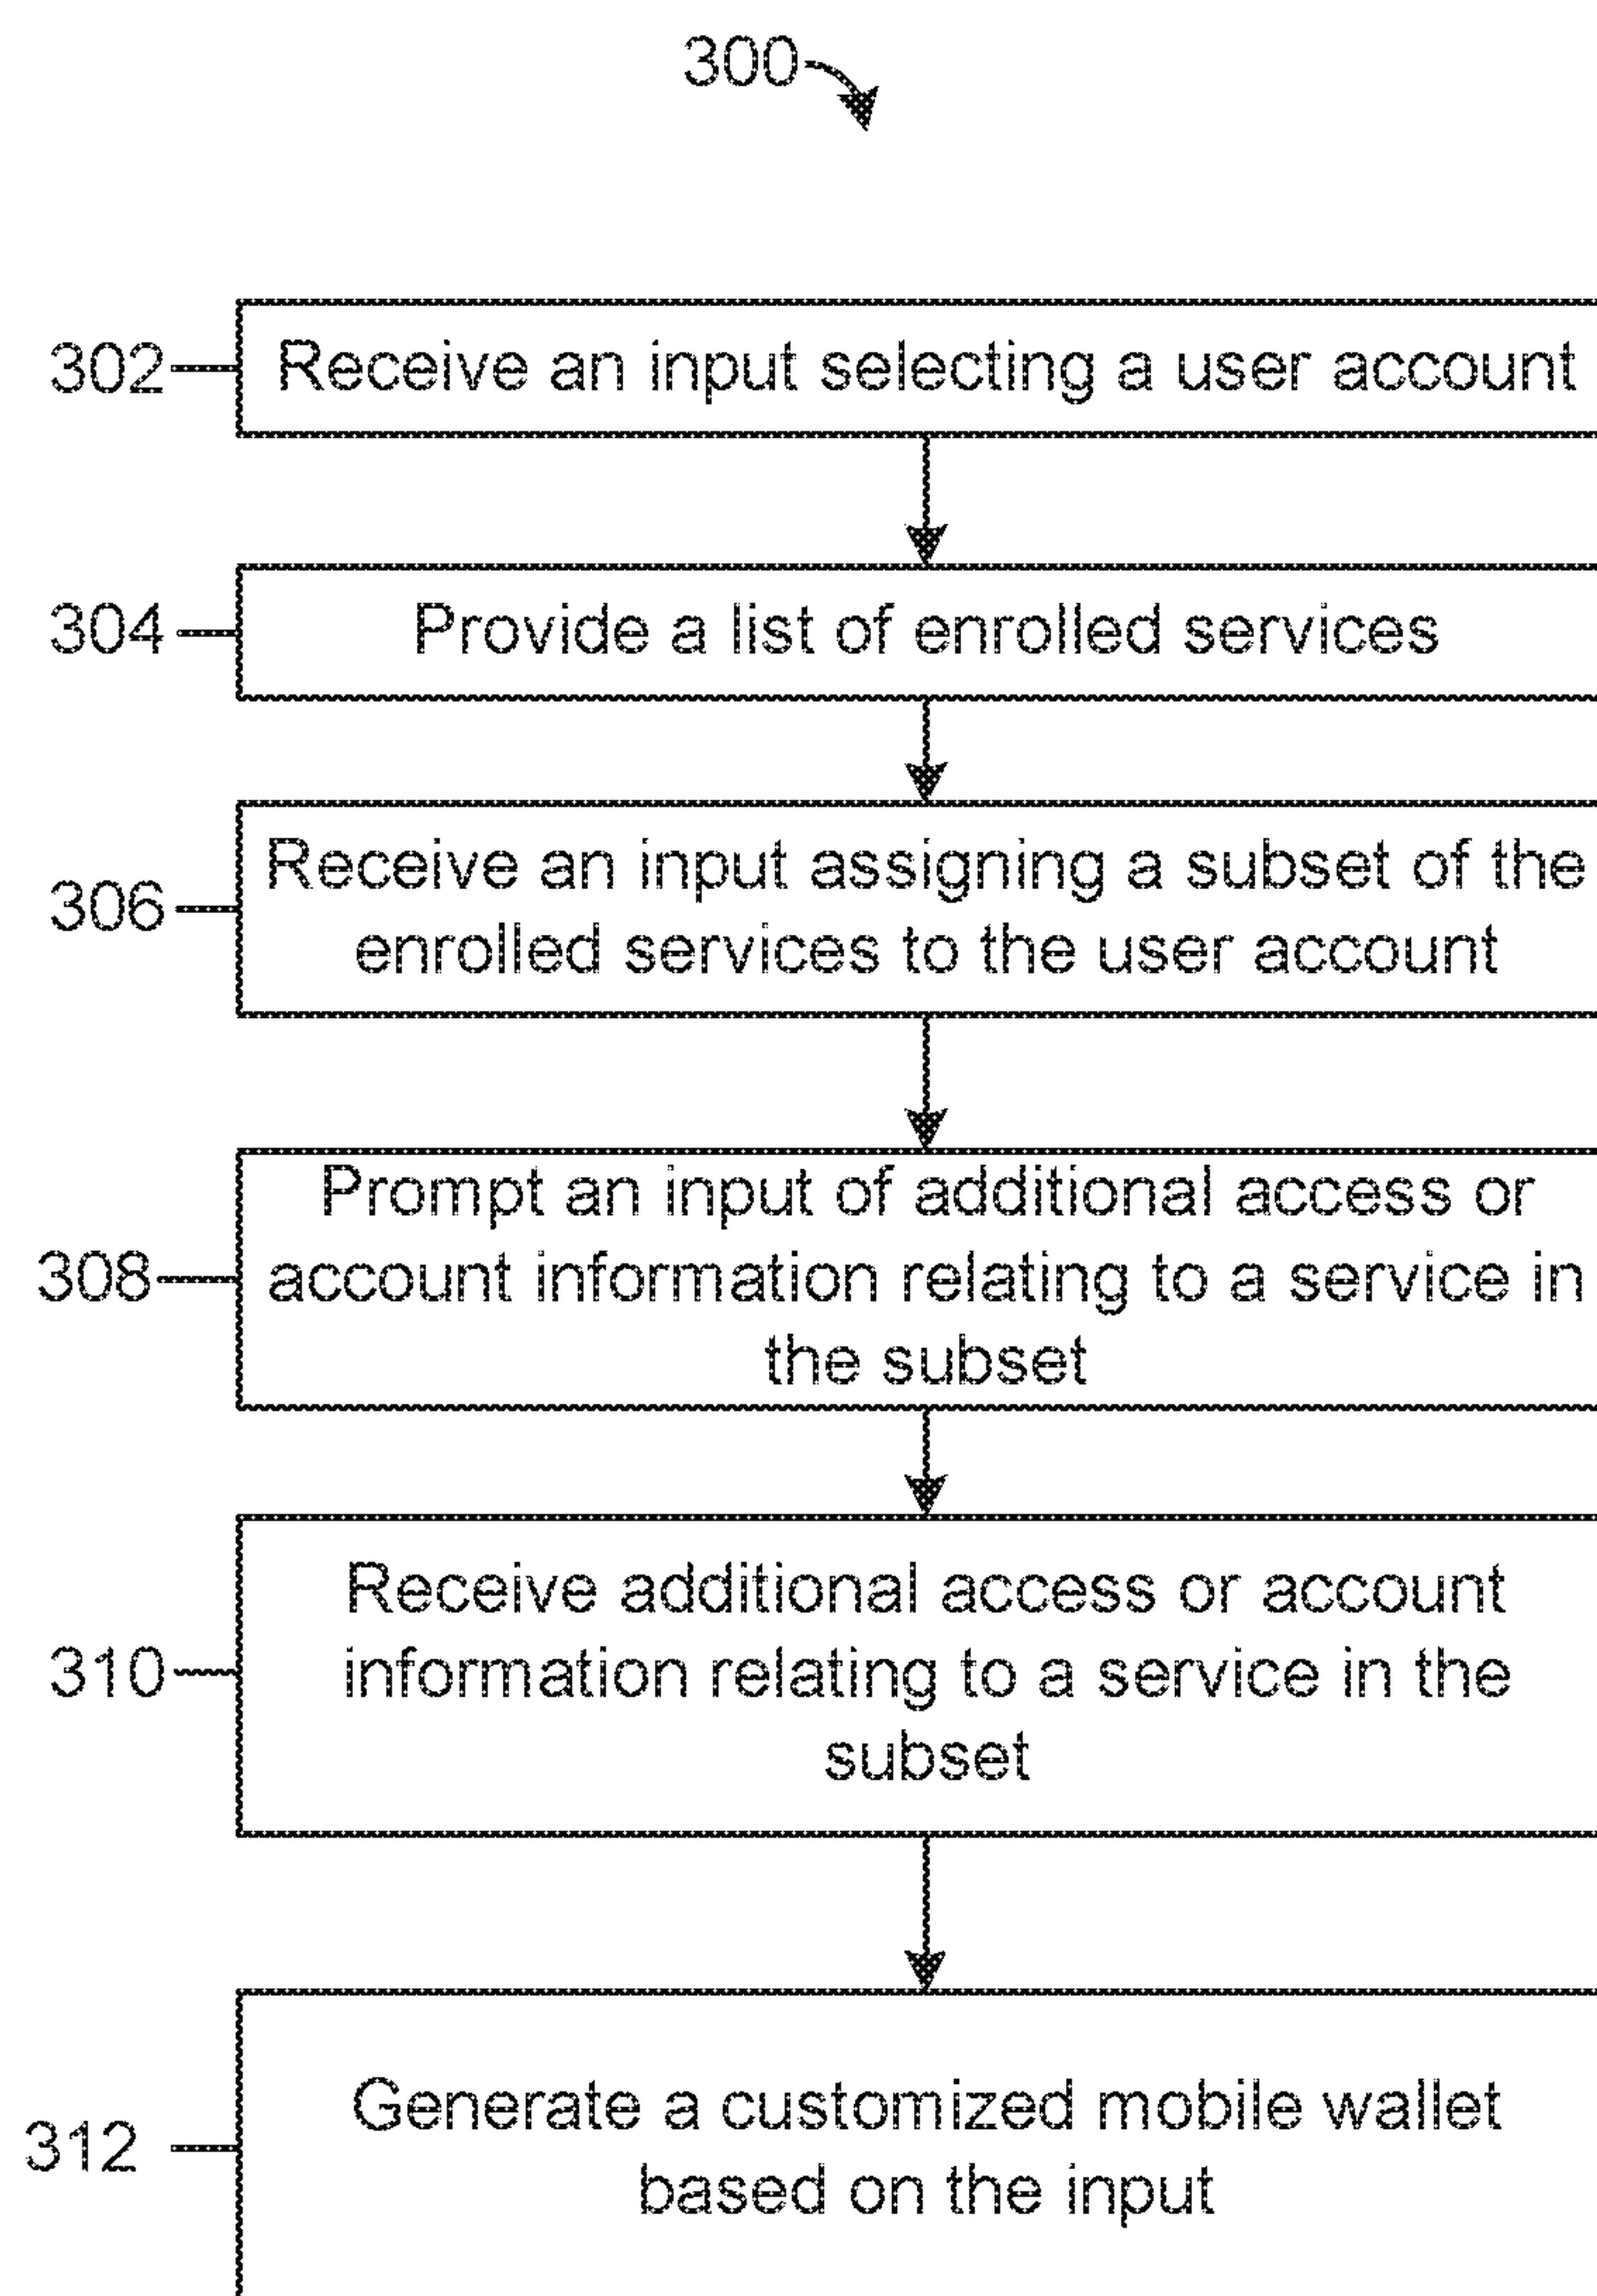 300
302
Receive an input selecting a user account
304
Provide a list of enrolled services
306
Receive an input assigning a subset of the
enrolled services to the user account
308
Prompt an input of additional access or
account information relating to a service in
the subset
310
Receive additional access or account
information relating to a service in the
subset
312
Generate a customized mobile wallet
based on the input